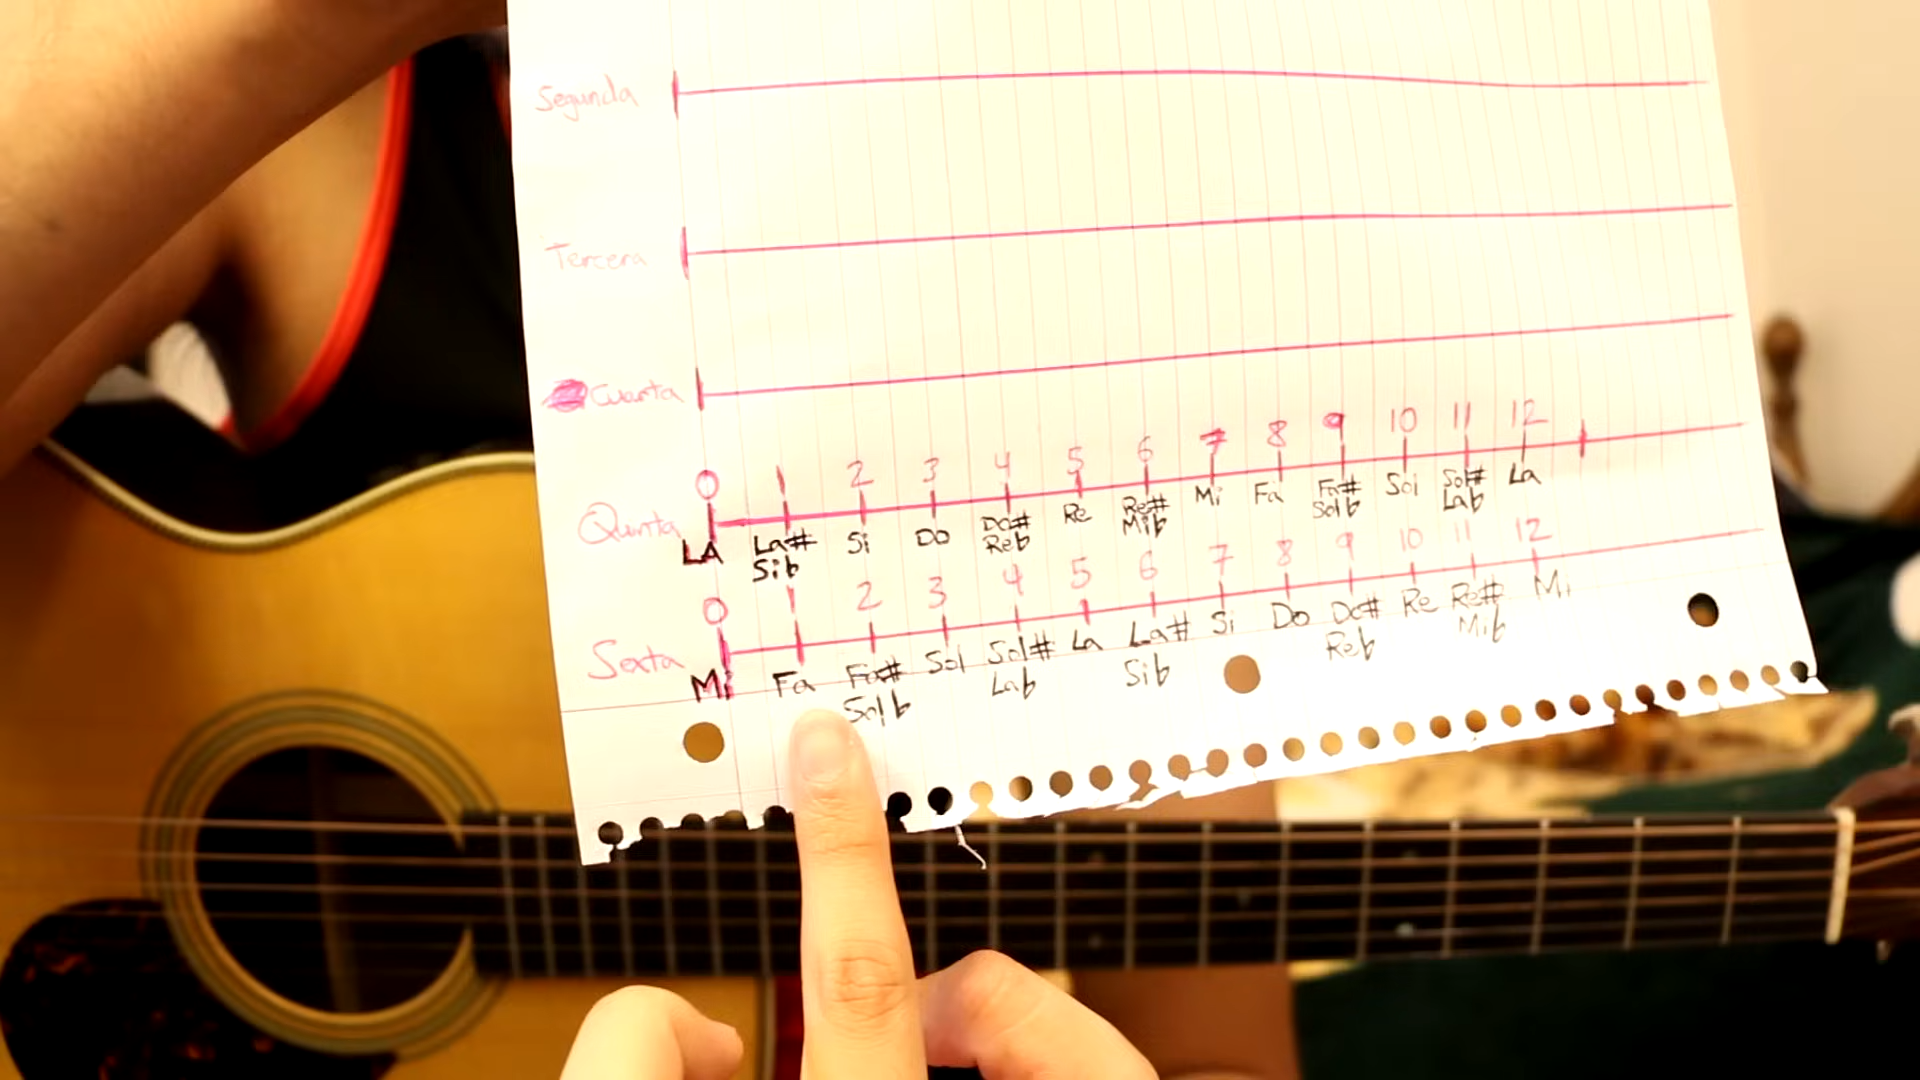 Segunda
Tercera
Cuarta
0 1 2 3 4 5 6 7 8 9 10 11 12
Quinta
LA La# Si Do Do# Re Re# Mi Fa Fa# Sol Sol# La
Sib Reb Mib Solb Lab
0 1 2 3 4 5 6 7 8 9 10 11 12
Sexta
Mi Fa Fa# Sol Sol# La La# Si Do Do# Re Re# Mi
Solb Lab Sib Reb Mib